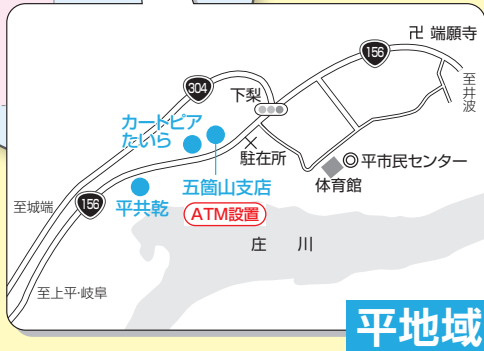 卍 端願寺
156
至井波
304
下梨
カートピア
たいら
駐在所
平市民センター
体育館
五箇山支店
ATM設置
平共乾
156
至城端
庄 川
至上平・岐阜
平地域